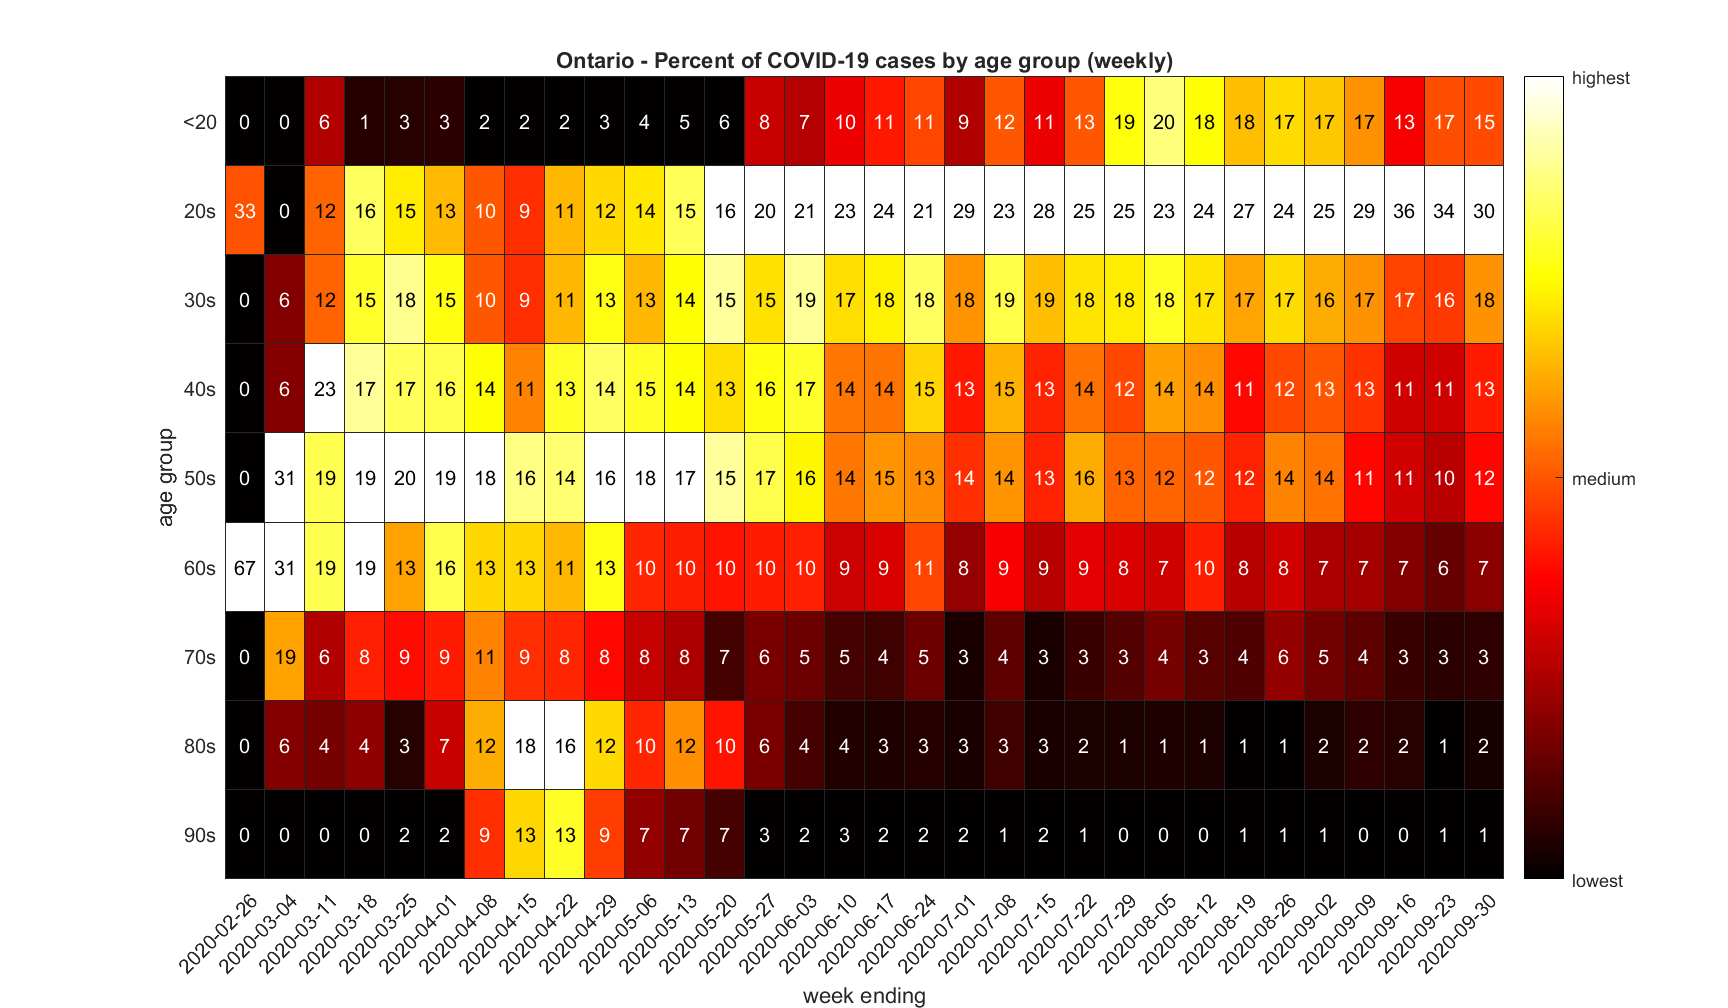 Ontario - Percent of COVID-19 cases by age group (weekly)
highest
<20 0 0 6 1 3 3 2 2 2 3 4 5 6 8 7 10 11 11 9 12 11 13 19 20 18 18 17 17 17 13 17 15
20s 33 0 12 16 15 13 10 9 11 12 14 15 16 20 21 23 24 21 29 23 28 25 25 23 24 27 24 25 29 36 34 30
30s 0 6 12 15 18 15 10 9 11 13 13 14 15 15 19 17 18 18 18 19 19 18 18 18 17 17 17 16 17 17 16 18
40s 0 6 23 17 17 16 14 11 13 14 15 14 13 16 17 14 14 15 13 15 13 14 12 14 14 11 12 13 13 11 11 13
age group
50s 0 31 19 19 20 19 18 16 14 16 18 17 15 17 16 14 15 13 14 14 13 16 13 12 12 12 14 14 11 11 10 12
medium
60s 67 31 19 19 13 16 13 13 11 13 10 10 10 10 10 9 9 11 8 9 9 9 8 7 10 8 8 7 7 7 6 7
70s 0 19 6 8 9 9 11 9 8 8 8 8 7 6 5 5 4 5 3 4 3 3 3 4 3 4 6 5 4 3 3 3
80s 0 6 4 4 3 7 12 18 16 12 10 12 10 6 4 4 3 3 3 3 3 2 1 1 1 1 1 2 2 2 1 2
90s 0 0 0 0 2 2 9 13 13 9 7 7 7 3 2 3 2 2 2 1 2 1 0 0 0 1 1 1 0 0 1 1
lowest
2020-02-26 2020-03-04 2020-03-11 2020-03-18 2020-03-25 2020-04-01 2020-04-08 2020-04-15 2020-04-22 2020-04-29 2020-05-06 2020-05-13 2020-05-20 2020-05-27 2020-06-03 2020-06-10 2020-06-17 2020-06-24 2020-07-01 2020-07-08 2020-07-15 2020-07-22 2020-07-29 2020-08-05 2020-08-12 2020-08-19 2020-08-26 2020-09-02 2020-09-09 2020-09-16 2020-09-23 2020-09-30
week ending